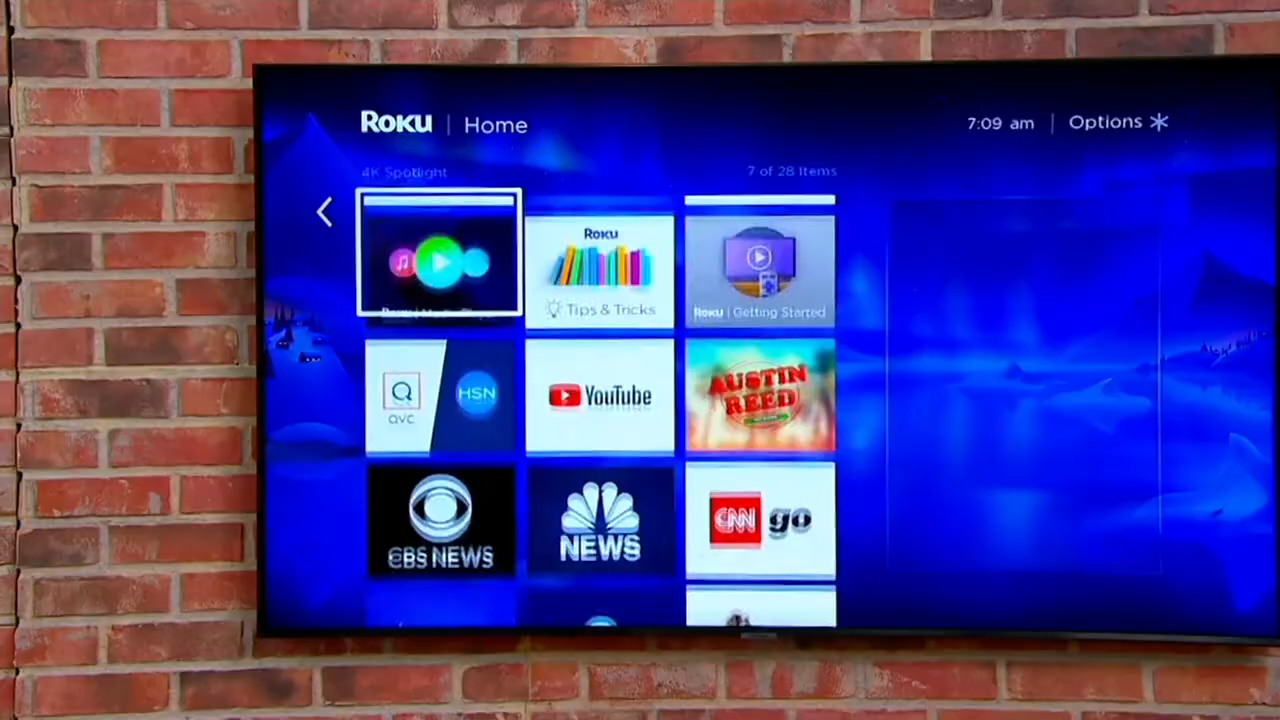 Roku | Home
7:09 am | Options
4K Spotlight
7 of 28 Items
Roku
Tips & Tricks
Roku | Getting Started
Q
QVC
HSN
YouTube
AUSTIN
REED
CBS NEWS
NEWS
CNN go